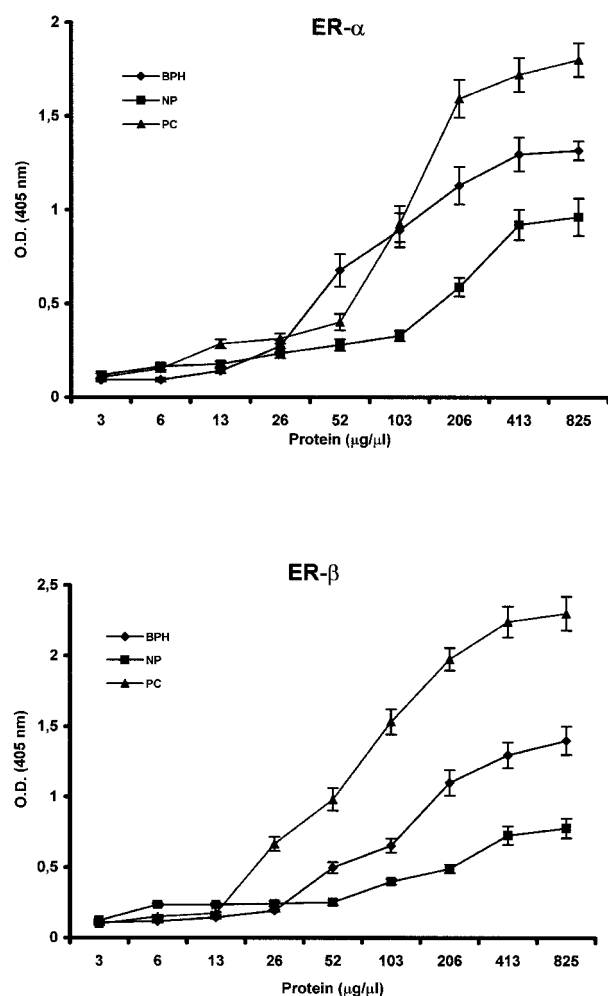 ER-α
BPH
NP
PC
2
1,5
1
0,5
0
O.D. (405 nm)
3 6 13 26 52 103 206 413 825
Protein (µg/µl)
ER-β
BPH
NP
PC
2,5
2
1,5
1
0,5
0
O.D. (405 nm)
3 6 13 26 52 103 206 413 825
Protein (µg/µl)